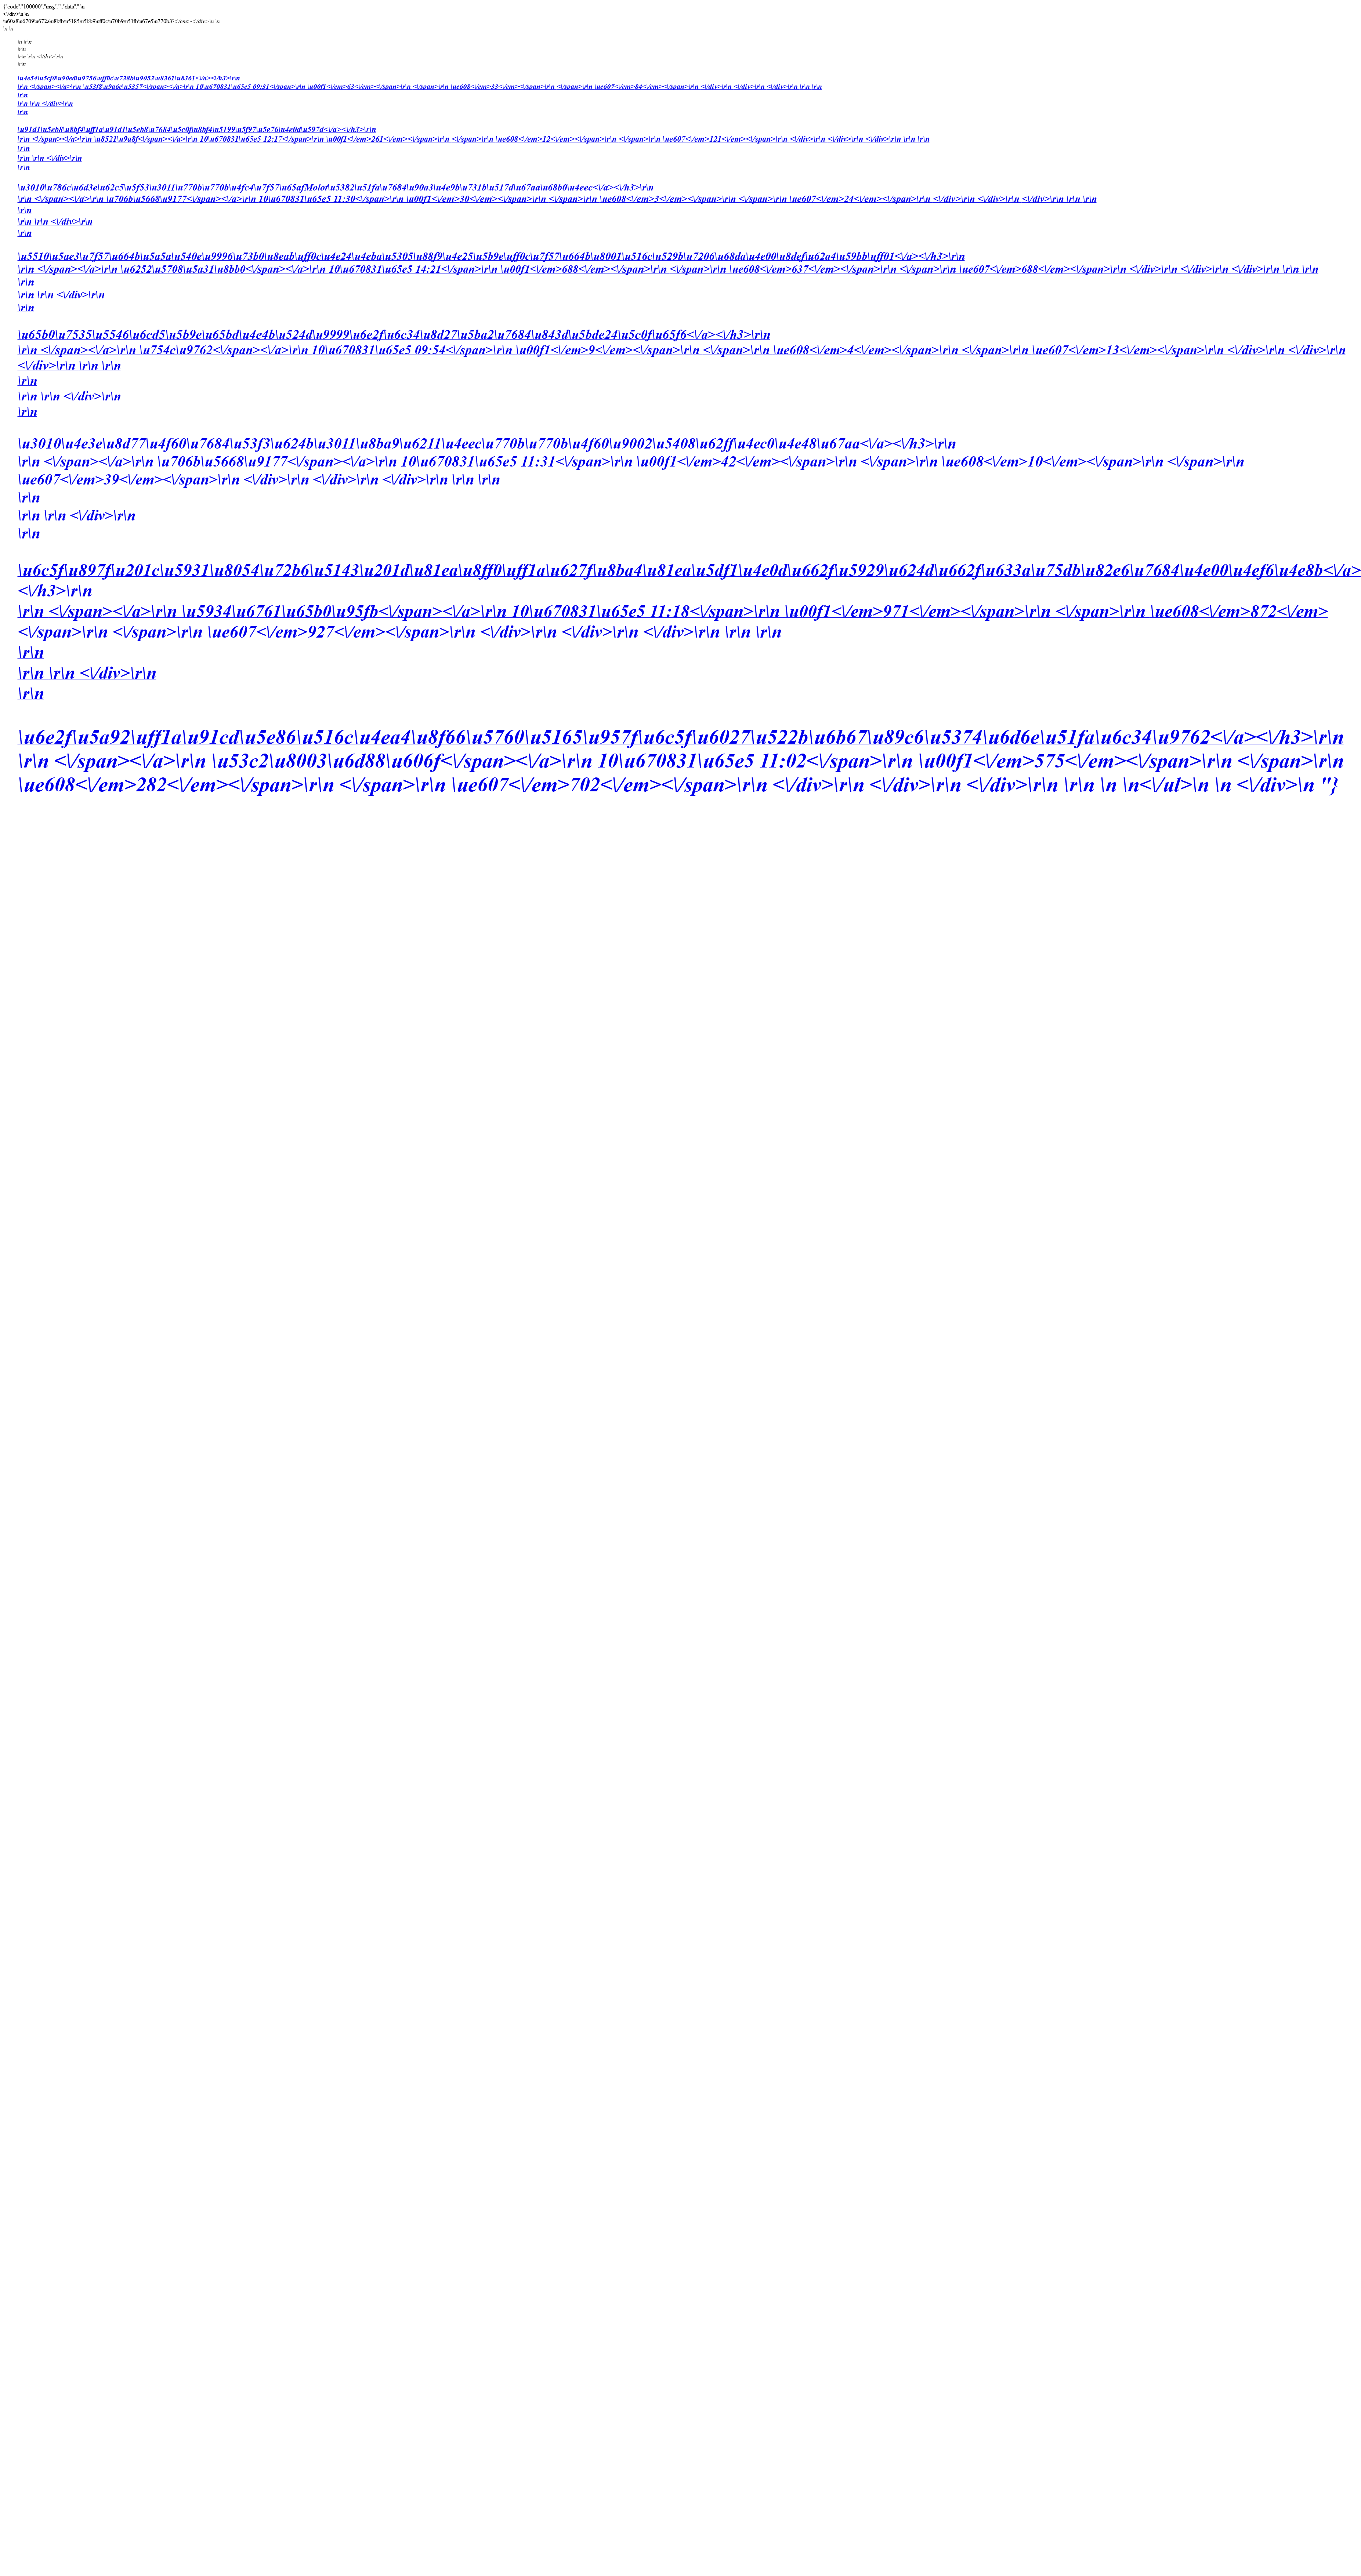 {"code":"100000","msg":"","data":" \n
<\/div>\n \n
\u60a8\u6709\u672a\u8bfb\u5185\u5bb9\uff0c\u70b9\u51fb\u67e5\u770b3<\/em><\/div>\n \n
\n \n
\n \r\n
\r\n
\r\n \r\n <\/div>\r\n
\r\n
\u4e54\u5cf0\u90ed\u9756\uff0c\u738b\u9053\u8361\u8361<\/a><\/h3>\r\n
\r\n <\/span><\/a>\r\n \u53f8\u9a6c\u5357<\/span><\/a>\r\n 10\u670831\u65e5 09:31<\/span>\r\n \u00f1<\/em>63<\/em><\/span>\r\n <\/span>\r\n \ue608<\/em>33<\/em><\/span>\r\n <\/span>\r\n \ue607<\/em>84<\/em><\/span>\r\n <\/div>\r\n <\/div>\r\n <\/div>\r\n \r\n \r\n
\r\n
\r\n \r\n <\/div>\r\n
\r\n
\u91d1\u5eb8\u8bf4\uff1a\u91d1\u5eb8\u7684\u5c0f\u8bf4\u5199\u5f97\u5e76\u4e0d\u597d<\/a><\/h3>\r\n
\r\n <\/span><\/a>\r\n \u8521\u9a8f<\/span><\/a>\r\n 10\u670831\u65e5 12:17<\/span>\r\n \u00f1<\/em>261<\/em><\/span>\r\n <\/span>\r\n \ue608<\/em>12<\/em><\/span>\r\n <\/span>\r\n \ue607<\/em>121<\/em><\/span>\r\n <\/div>\r\n <\/div>\r\n <\/div>\r\n \r\n \r\n
\r\n
\r\n \r\n <\/div>\r\n
\r\n
\u3010\u786c\u6d3e\u62c5\u5f53\u3011\u770b\u770b\u4fc4\u7f57\u65afMolot\u5382\u51fa\u7684\u90a3\u4e9b\u731b\u517d\u67aa\u68b0\u4eec<\/a><\/h3>\r\n
\r\n <\/span><\/a>\r\n \u706b\u5668\u9177<\/span><\/a>\r\n 10\u670831\u65e5 11:30<\/span>\r\n \u00f1<\/em>30<\/em><\/span>\r\n <\/span>\r\n \ue608<\/em>3<\/em><\/span>\r\n <\/span>\r\n \ue607<\/em>24<\/em><\/span>\r\n <\/div>\r\n <\/div>\r\n <\/div>\r\n \r\n \r\n
\r\n
\r\n \r\n <\/div>\r\n
\r\n
\u5510\u5ae3\u7f57\u664b\u5a5a\u540e\u9996\u73b0\u8eab\uff0c\u4e24\u4eba\u5305\u88f9\u4e25\u5b9e\uff0c\u7f57\u664b\u8001\u516c\u529b\u7206\u68da\u4e00\u8def\u62a4\u59bb\uff01<\/a><\/h3>\r\n
\r\n <\/span><\/a>\r\n \u6252\u5708\u5a31\u8bb0<\/span><\/a>\r\n 10\u670831\u65e5 14:21<\/span>\r\n \u00f1<\/em>688<\/em><\/span>\r\n <\/span>\r\n \ue608<\/em>637<\/em><\/span>\r\n <\/span>\r\n \ue607<\/em>688<\/em><\/span>\r\n <\/div>\r\n <\/div>\r\n <\/div>\r\n \r\n \r\n
\r\n
\r\n \r\n <\/div>\r\n
\r\n
\u65b0\u7535\u5546\u6cd5\u5b9e\u65bd\u4e4b\u524d\u9999\u6e2f\u6c34\u8d27\u5ba2\u7684\u843d\u5bde24\u5c0f\u65f6<\/a><\/h3>\r\n
\r\n <\/span><\/a>\r\n \u754c\u9762<\/span><\/a>\r\n 10\u670831\u65e5 09:54<\/span>\r\n \u00f1<\/em>9<\/em><\/span>\r\n <\/span>\r\n \ue608<\/em>4<\/em><\/span>\r\n <\/span>\r\n \ue607<\/em>13<\/em><\/span>\r\n <\/div>\r\n <\/div>\r\n
<\/div>\r\n \r\n \r\n
\r\n
\r\n \r\n <\/div>\r\n
\r\n
\u3010\u4e3e\u8d77\u4f60\u7684\u53f3\u624b\u3011\u8ba9\u6211\u4eec\u770b\u770b\u4f60\u9002\u5408\u62ff\u4ec0\u4e48\u67aa<\/a><\/h3>\r\n
\r\n <\/span><\/a>\r\n \u706b\u5668\u9177<\/span><\/a>\r\n 10\u670831\u65e5 11:31<\/span>\r\n \u00f1<\/em>42<\/em><\/span>\r\n <\/span>\r\n \ue608<\/em>10<\/em><\/span>\r\n <\/span>\r\n
\ue607<\/em>39<\/em><\/span>\r\n <\/div>\r\n <\/div>\r\n <\/div>\r\n \r\n \r\n
\r\n
\r\n \r\n <\/div>\r\n
\r\n
\u6c5f\u897f\u201c\u5931\u8054\u72b6\u5143\u201d\u81ea\u8ff0\uff1a\u627f\u8ba4\u81ea\u5df1\u4e0d\u662f\u5929\u624d\u662f\u633a\u75db\u82e6\u7684\u4e00\u4ef6\u4e8b<\/a>
<\/h3>\r\n
\r\n <\/span><\/a>\r\n \u5934\u6761\u65b0\u95fb<\/span><\/a>\r\n 10\u670831\u65e5 11:18<\/span>\r\n \u00f1<\/em>971<\/em><\/span>\r\n <\/span>\r\n \ue608<\/em>872<\/em>
<\/span>\r\n <\/span>\r\n \ue607<\/em>927<\/em><\/span>\r\n <\/div>\r\n <\/div>\r\n <\/div>\r\n \r\n \r\n
\r\n
\r\n \r\n <\/div>\r\n
\r\n
\u6e2f\u5a92\uff1a\u91cd\u5e86\u516c\u4ea4\u8f66\u5760\u5165\u957f\u6c5f\u6027\u522b\u6b67\u89c6\u5374\u6d6e\u51fa\u6c34\u9762<\/a><\/h3>\r\n
\r\n <\/span><\/a>\r\n \u53c2\u8003\u6d88\u606f<\/span><\/a>\r\n 10\u670831\u65e5 11:02<\/span>\r\n \u00f1<\/em>575<\/em><\/span>\r\n <\/span>\r\n
\ue608<\/em>282<\/em><\/span>\r\n <\/span>\r\n \ue607<\/em>702<\/em><\/span>\r\n <\/div>\r\n <\/div>\r\n <\/div>\r\n \r\n \n \n<\/ul>\n \n <\/div>\n "}